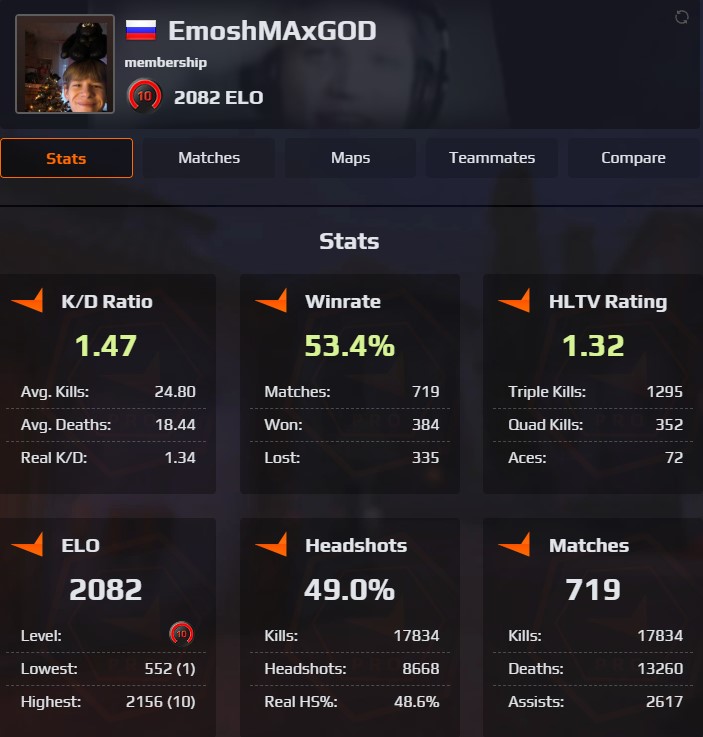 EmoshMAxGOD
membership
10 2082 ELO
Stats Matches Maps Teammates Compare
Stats
K/D Ratio
1.47
Avg. Kills: 24.80
Avg. Deaths: 18.44
Real K/D: 1.34
Winrate
53.4%
Matches: 719
Won: 384
Lost: 335
HLTV Rating
1.32
Triple Kills: 1295
Quad Kills: 352
Aces: 72
ELO
2082
Level: 10
Lowest: 552 (1)
Highest: 2156 (10)
Headshots
49.0%
Kills: 17834
Headshots: 8668
Real HS%: 48.6%
Matches
719
Kills: 17834
Deaths: 13260
Assists: 2617